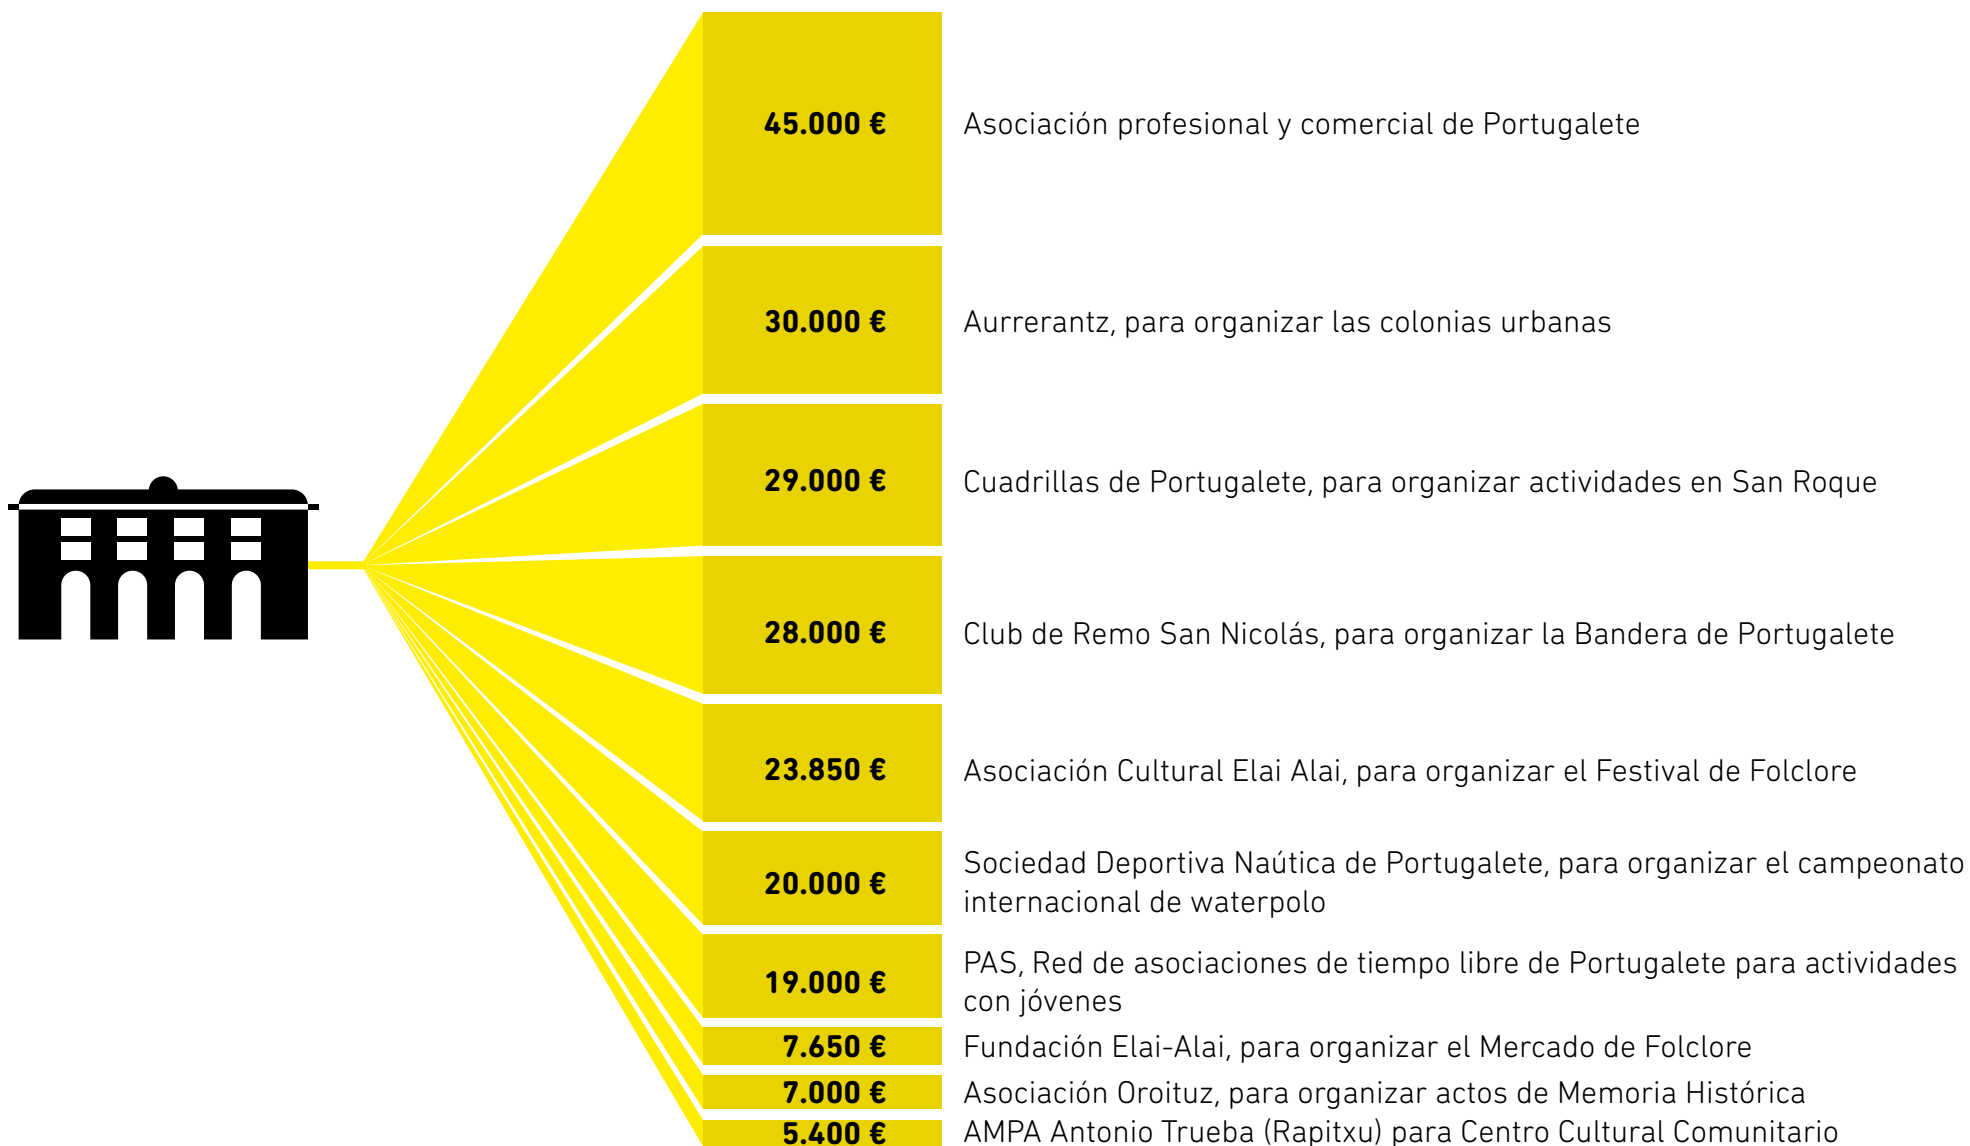 45.000 € Asociación profesional y comercial de Portugalete
30.000 € Aurrerantz, para organizar las colonias urbanas
29.000 € Cuadrillas de Portugalete, para organizar actividades en San Roque
28.000 € Club de Remo San Nicolás, para organizar la Bandera de Portugalete
23.850 € Asociación Cultural Elai Alai, para organizar el Festival de Folclore
20.000 € Sociedad Deportiva Naútica de Portugalete, para organizar el campeonato
internacional de waterpolo
19.000 € PAS, Red de asociaciones de tiempo libre de Portugalete para actividades
con jóvenes
7.650 € Fundación Elai-Alai, para organizar el Mercado de Folclore
7.000 € Asociación Oroituz, para organizar actos de Memoria Histórica
5.400 € AMPA Antonio Trueba (Rapitxu) para Centro Cultural Comunitario